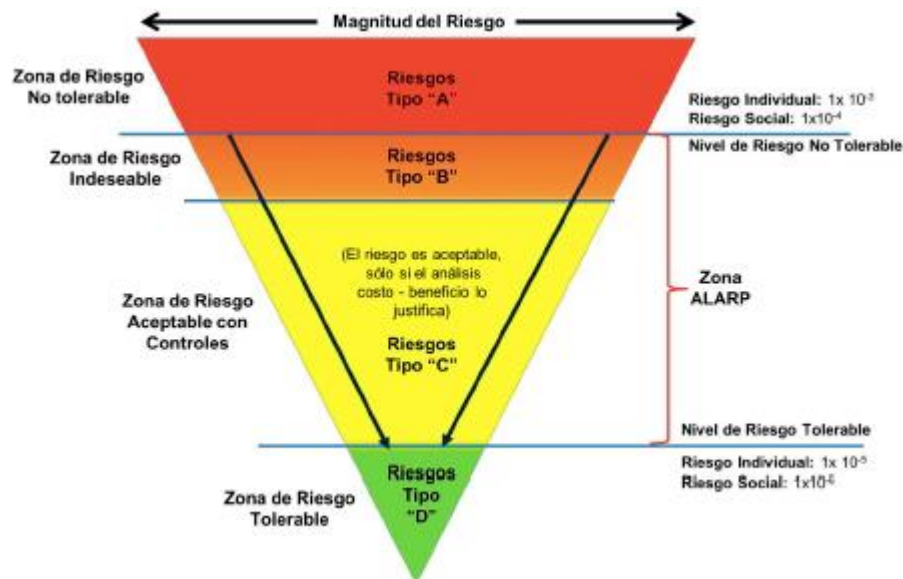 Magnitud del Riesgo
Zona de Riesgo
No tolerable
Riesgos
Tipo "A"
Riesgo Individual: 1x 10⁻³
Riesgo Social: 1x10⁻⁴
Nivel de Riesgo No Tolerable
Zona de Riesgo
Indeseable
Riesgos
Tipo "B"
(El riesgo es aceptable,
sólo si el análisis
costo - beneficio lo
justifica)
Zona de Riesgo
Aceptable con
Controles
Riesgos
Tipo "C"
Zona
ALARP
Nivel de Riesgo Tolerable
Riesgo Individual: 1x 10⁻⁵
Riesgo Social:
Zona de Riesgo
Tolerable
Riesgos
Tipo
"D"